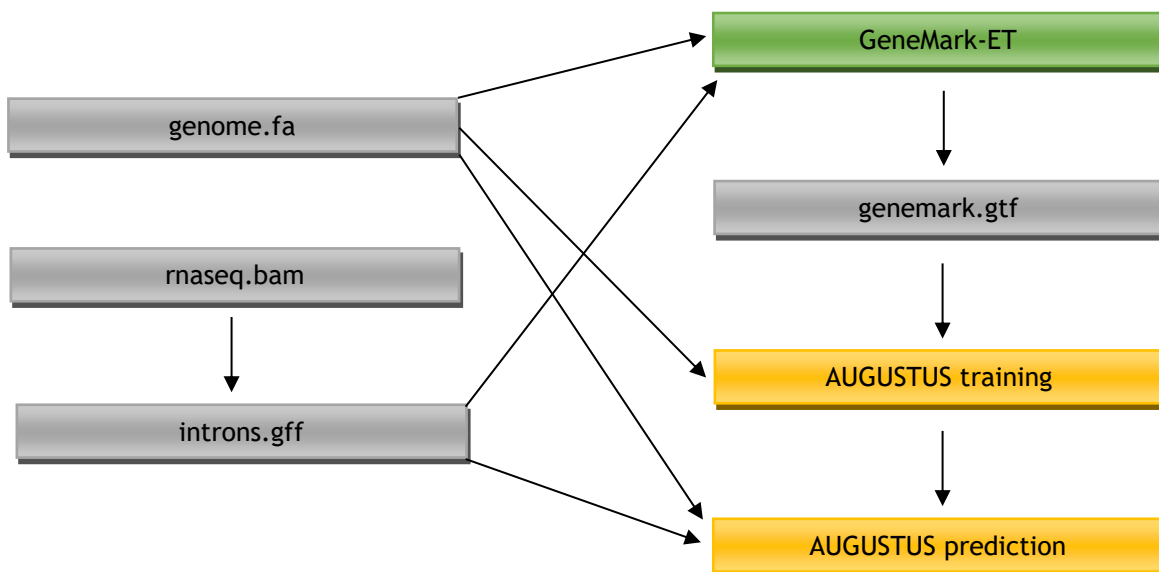 GeneMark-ET
genome.fa
genemark.gtf
rnaseq.bam
AUGUSTUS training
introns.gff
AUGUSTUS prediction